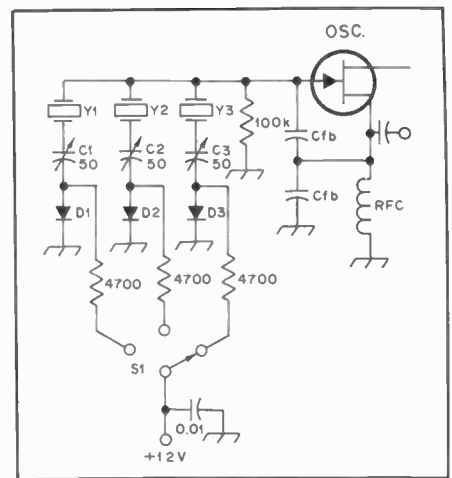 OSC.
Y1
Y2
Y3
100k
Cfb
C1
50
C2
50
C3
50
Cfb
D1
D2
D3
RFC
4700
4700
4700
S1
0.01
+12V